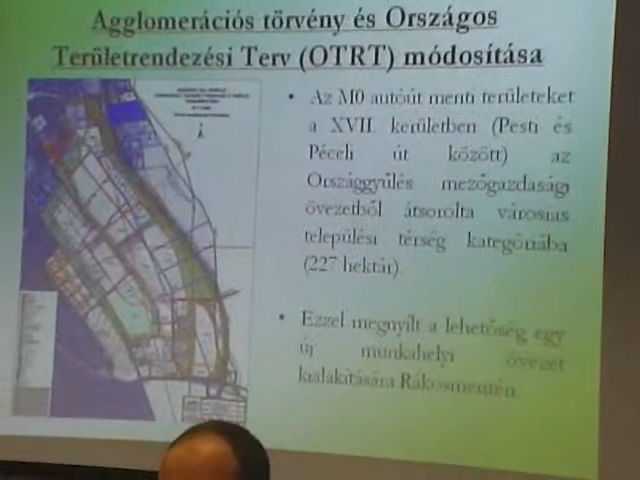 Agglomerációs törvény és Országos
Területrendezési Terv (OTRT) módosítása
• Az M0 autóút menti területeket
a XVII. kerületben (Pesti és
Péceli út között) az
Országgyűlés mezőgazdasági
övezetből átsorolta városias
települési térség kategóriába
(227 hektár).
• Ezzel megnyílt a lehetőség egy
új munkahelyi övezet
kialakítására Rákosmentén.